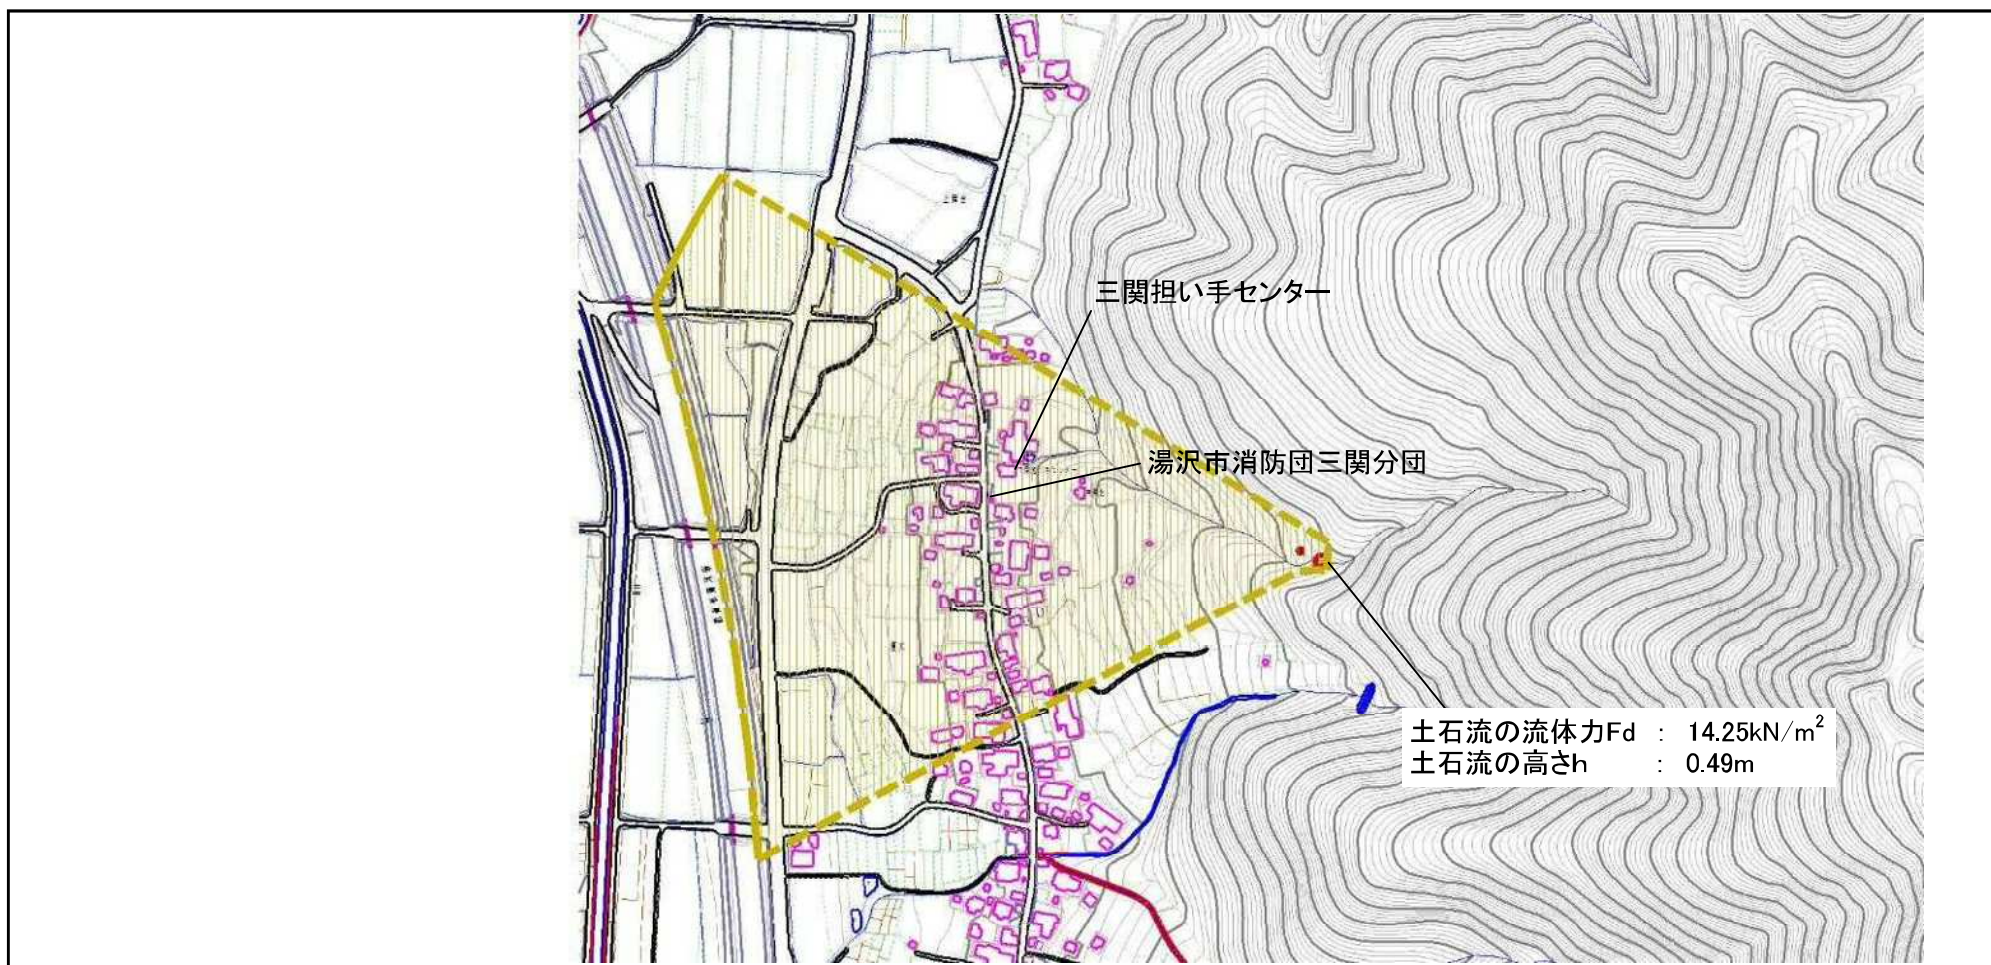 三関担い手センター
湯沢市消防団三関分団
土石流の流体力Fd : 14.25kN/m²
土石流の高さh : 0.49m